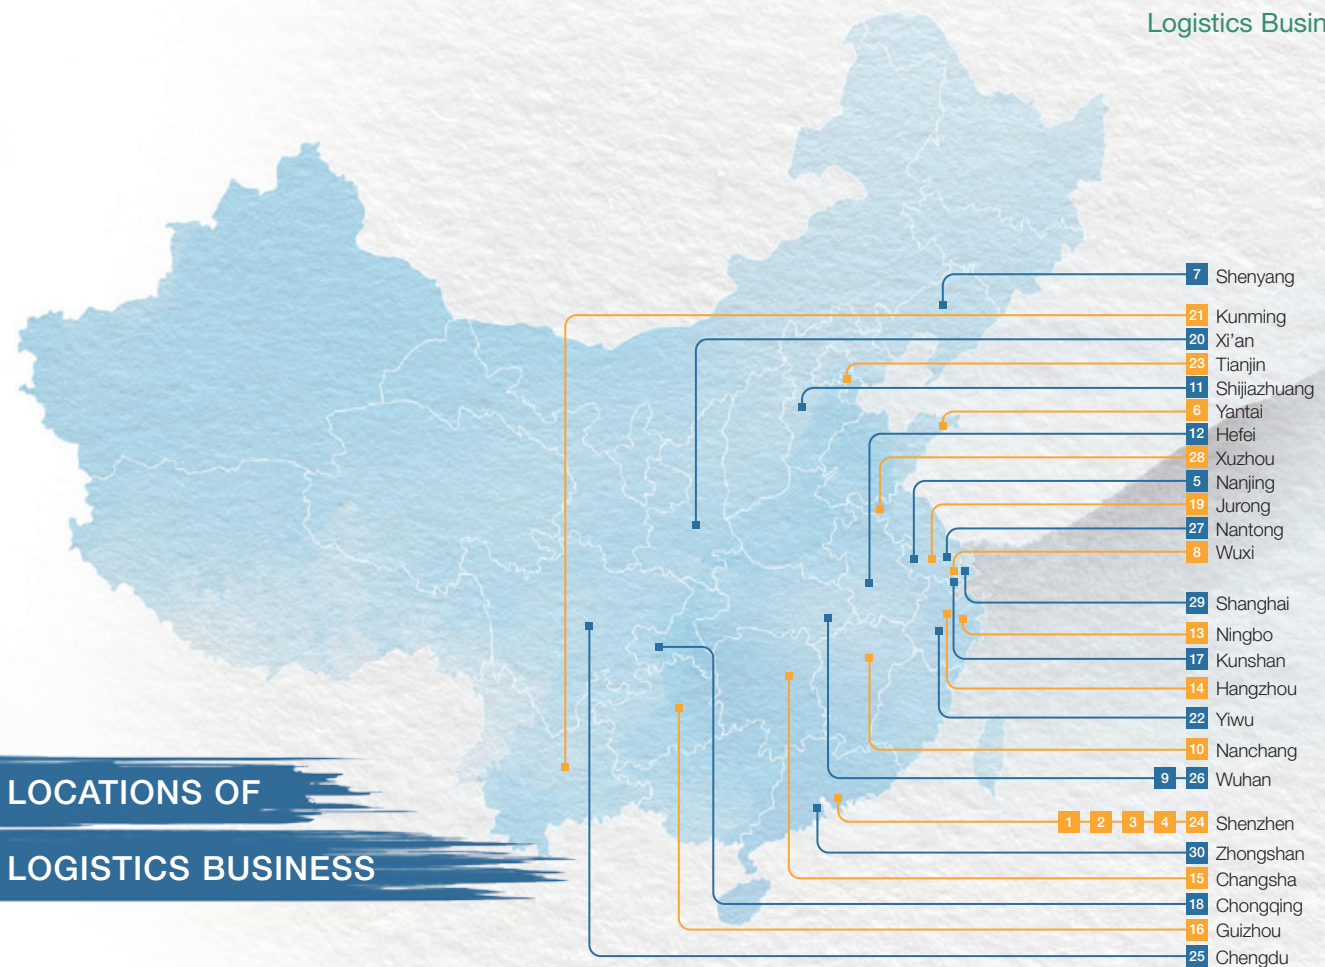 Logistics Busin
7 Shenyang
21 Kunming
20 Xi'an
23 Tianjin
11 Shijiazhuang
6 Yantai
12 Hefei
28 Xuzhou
5 Nanjing
19 Jurong
27 Nantong
8 Wuxi
29 Shanghai
13 Ningbo
17 Kunshan
14 Hangzhou
22 Yiwu
10 Nanchang
9 26 Wuhan
1 2 3 4 24 Shenzhen
30 Zhongshan
15 Changsha
18 Chongqing
16 Guizhou
25 Chengdu
LOCATIONS OF
LOGISTICS BUSINESS